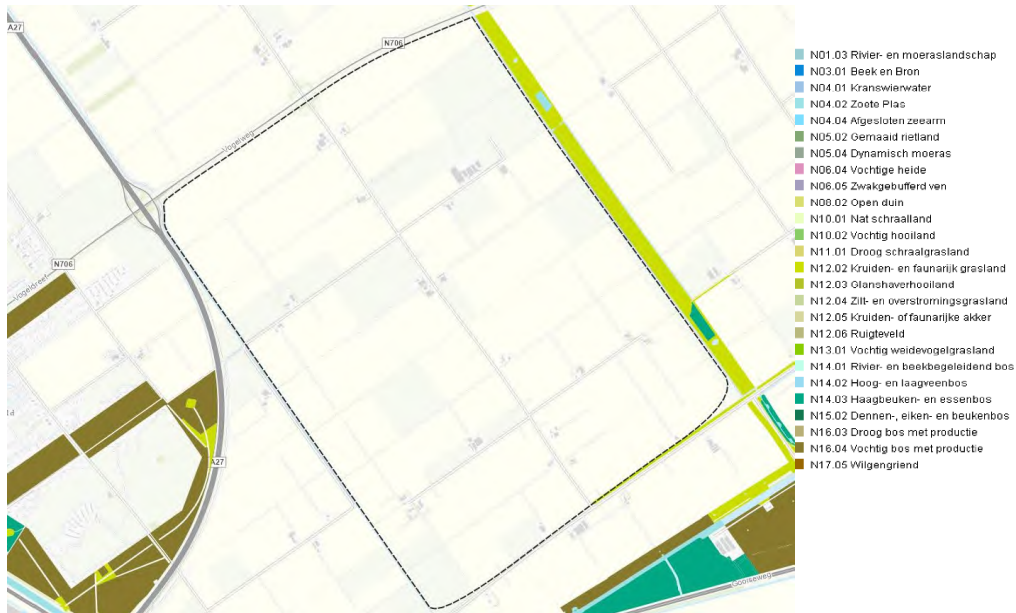 A27
N706
Vogelweg
N706
Vogeldreef
A27
Gooiseweg
N01.03 Rivier- en moeraslandschap
N03.01 Beek en Bron
N04.01 Kranswierwater
N04.02 Zoete Plas
N04.04 Afgesloten zeearm
N05.02 Gemaaid rietland
N05.04 Dynamisch moeras
N06.04 Vochtige heide
N06.05 Zwakgebufferd ven
N08.02 Open duin
N10.01 Nat schraalland
N10.02 Vochtig hooiland
N11.01 Droog schraalgrasland
N12.02 Kruiden- en faunarijk grasland
N12.03 Glanshaverhooiland
N12.04 Zilt- en overstromingsgrasland
N12.05 Kruiden- of faunarijke akker
N12.06 Ruigteveld
N13.01 Vochtig weidevogelgrasland
N14.01 Rivier- en beekbegeleidend bos
N14.02 Hoog- en laagveenbos
N14.03 Haagbeuken- en essenbos
N15.02 Dennen-, eiken- en beukenbos
N16.03 Droog bos met productie
N16.04 Vochtig bos met productie
N17.05 Wilgengriend